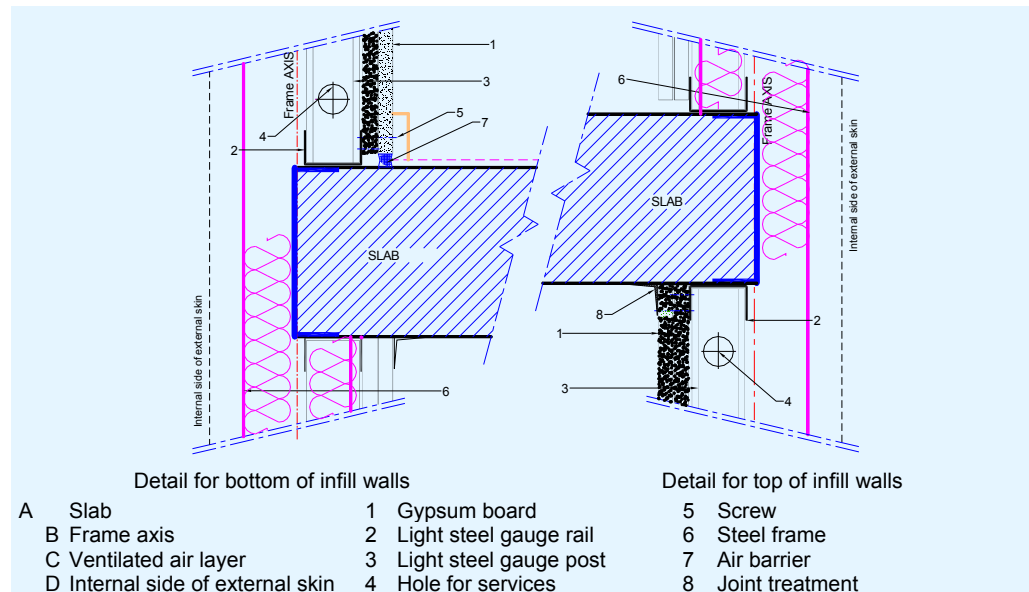 Frame AXIS
1
3
5
7
4
2
SLAB
Internal side of external skin
6
6
Frame AXIS
SLAB
Internal side of external skin
8
2
1
3
4
Detail for bottom of infill walls
Detail for top of infill walls
A Slab
B Frame axis
C Ventilated air layer
D Internal side of external skin
1 Gypsum board
2 Light steel gauge rail
3 Light steel gauge post
4 Hole for services
5 Screw
6 Steel frame
7 Air barrier
8 Joint treatment